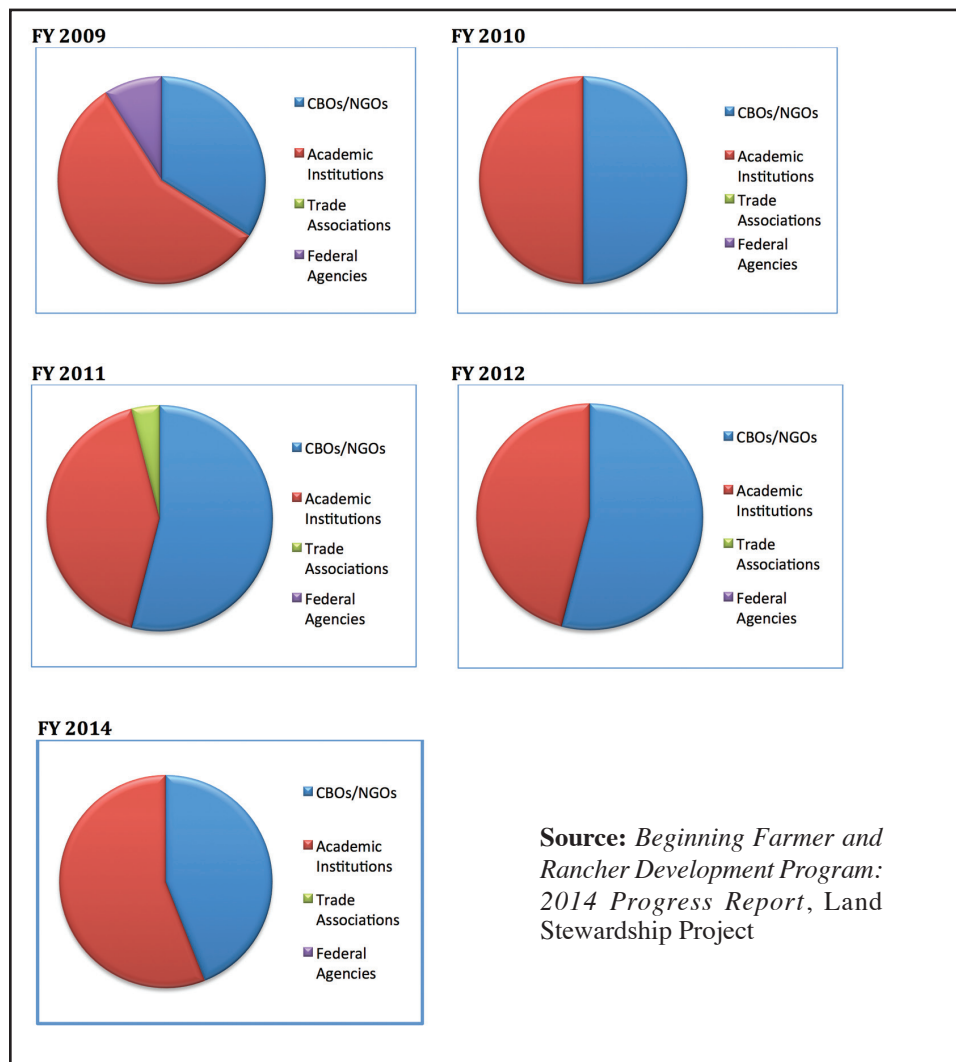 FY 2009
CBOs/NGOs
Academic
Institutions
Trade
Associations
Federal
Agencies
FY 2010
CBOs/NGOs
Academic
Institutions
Trade
Associations
Federal
Agencies
FY 2011
CBOs/NGOs
Academic
Institutions
Trade
Associations
Federal
Agencies
FY 2012
CBOs/NGOs
Academic
Institutions
Trade
Associations
Federal
Agencies
FY 2014
CBOs/NGOs
Academic
Institutions
Trade
Associations
Federal
Agencies
Source: Beginning Farmer and
Rancher Development Program:
2014 Progress Report, Land
Stewardship Project